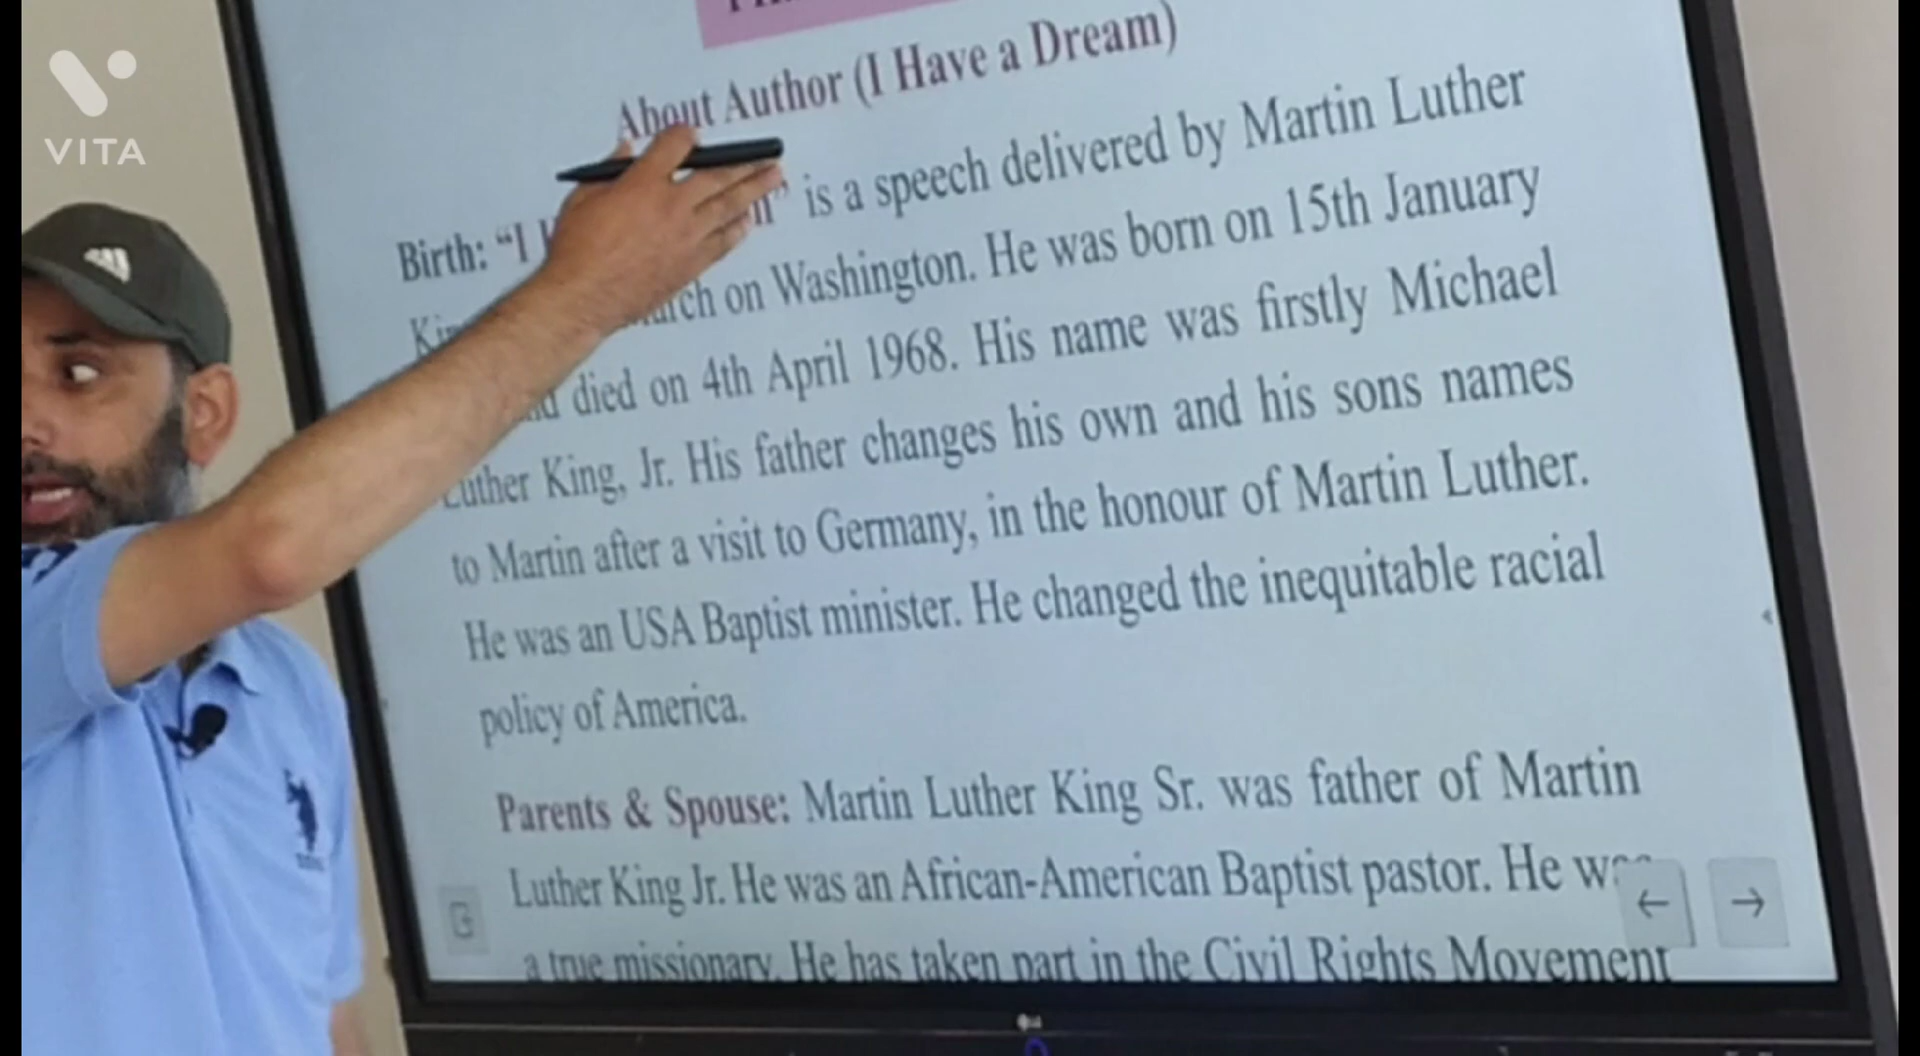 VITA
About Author (I Have a Dream)
Birth: “I is a speech delivered by Martin Luther
on Washington. He was born on 15th January
died on 4th April 1968. His name was firstly Michael
Luther King, Jr. His father changes his own and his sons names
to Martin after a visit to Germany, in the honour of Martin Luther.
He was an USA Baptist minister. He changed the inequitable racial
policy of America.
Parents & Spouse: Martin Luther King Sr. was father of Martin
Luther King Jr. He was an African-American Baptist pastor. He
a true missionary. He has taken part in the Civil Rights Movement